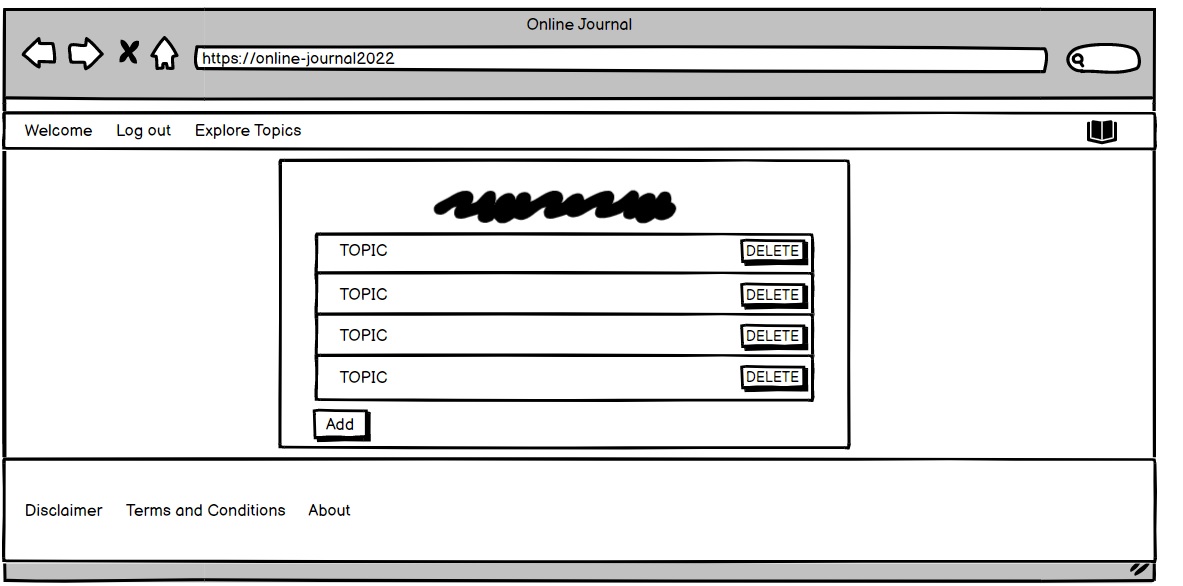 Online Journal
https://online-journal2022
Welcome Log out Explore Topics
TOPIC DELETE
TOPIC DELETE
TOPIC DELETE
TOPIC DELETE
Add
Disclaimer Terms and Conditions About